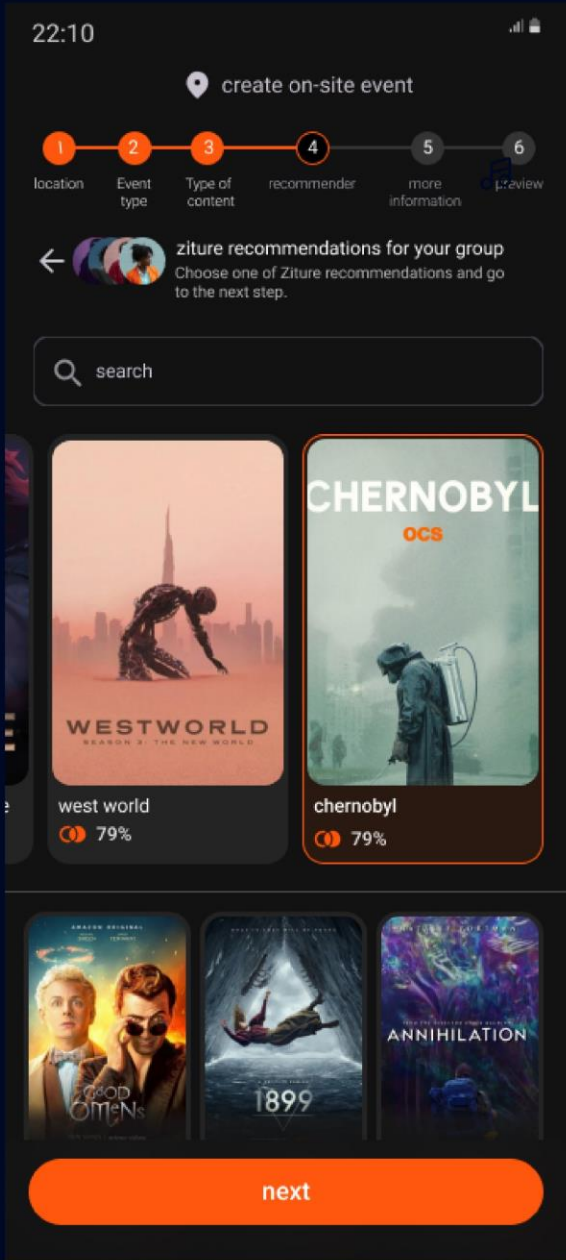 22:10
create on-site event
1 2 3 4 5 6
location Event type Type of content recommender more information preview
ziture recommendations for your group
Choose one of Ziture recommendations and go
to the next step.
search
WESTWORLD
SEASON 3: THE NEW WORLD
CHERNOBYL
OCS
E
e
west world
79%
chernobyl
79%
AMAZON ORIGINAL
GOOD
OMENS
1899
ANNIHILATION
next